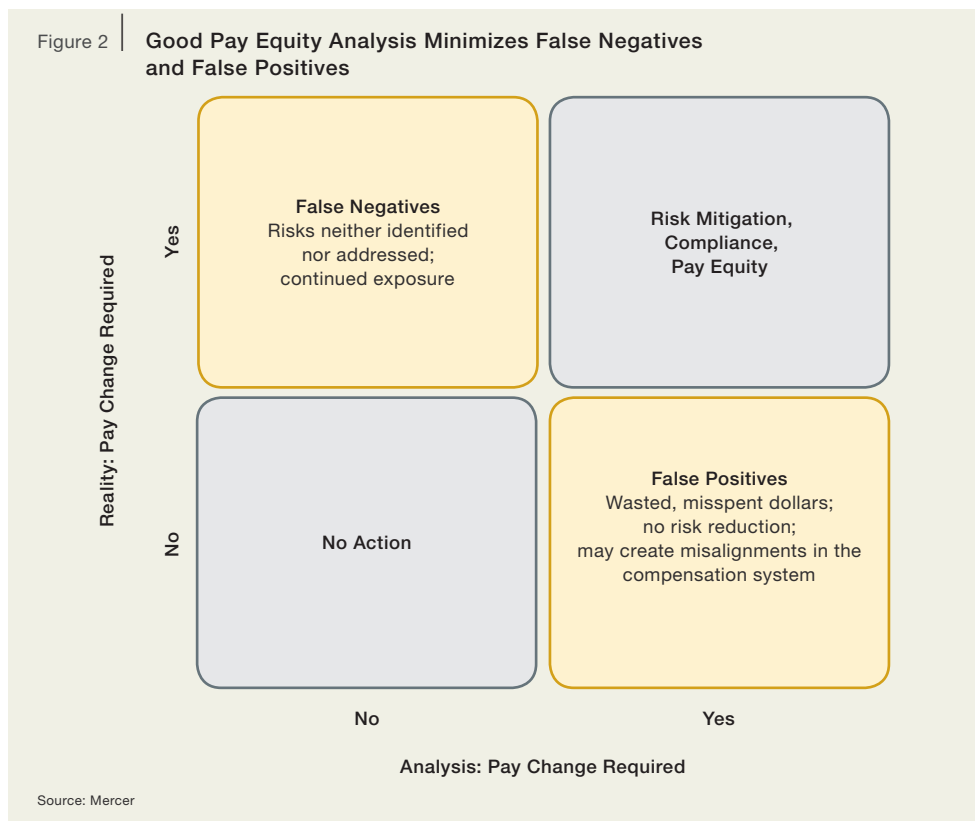 Figure 2
Good Pay Equity Analysis Minimizes False Negatives
and False Positives
Reality: Pay Change Required
Yes
False Negatives
Risks neither identified
nor addressed;
continued exposure
Risk Mitigation,
Compliance,
Pay Equity
No
No Action
False Positives
Wasted, misspent dollars;
no risk reduction;
may create misalignments in the
compensation system
No
Yes
Analysis: Pay Change Required
Source: Mercer